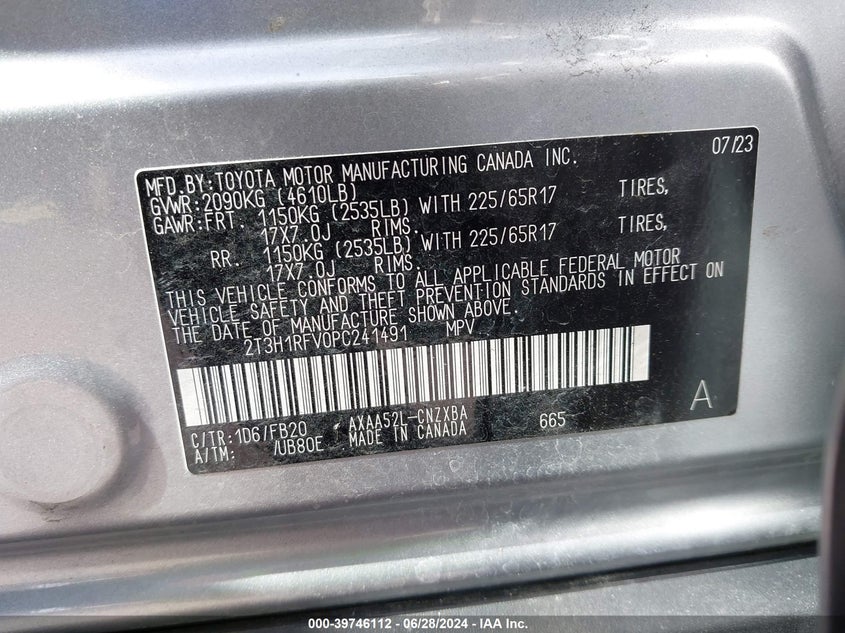 07/23
MFD.BY:TOYOTA MOTOR MANUFACTURING CANADA INC.
GVWR:2090KG (4610LB)
GAWR:FRT. 1150KG (2535LB) WITH 225/65R17 TIRES,
17X7.0J RIMS.
RR. 1150KG (2535LB) WITH 225/65R17 TIRES,
17X7.0J RIMS.
THIS VEHICLE CONFORMS TO ALL APPLICABLE FEDERAL MOTOR
VEHICLE SAFETY AND THEFT PREVENTION STANDARDS IN EFFECT ON
THE DATE OF MANUFACTURE SHOWN ABOVE.
2T3H1RFV0PC241491 MPV
C/TR:1D6/FB20 AXAA52L-CNZXBA 665 A
A/TM: /UB80E MADE IN CANADA
000-39746112 - 06/28/2024 - IAA Inc.